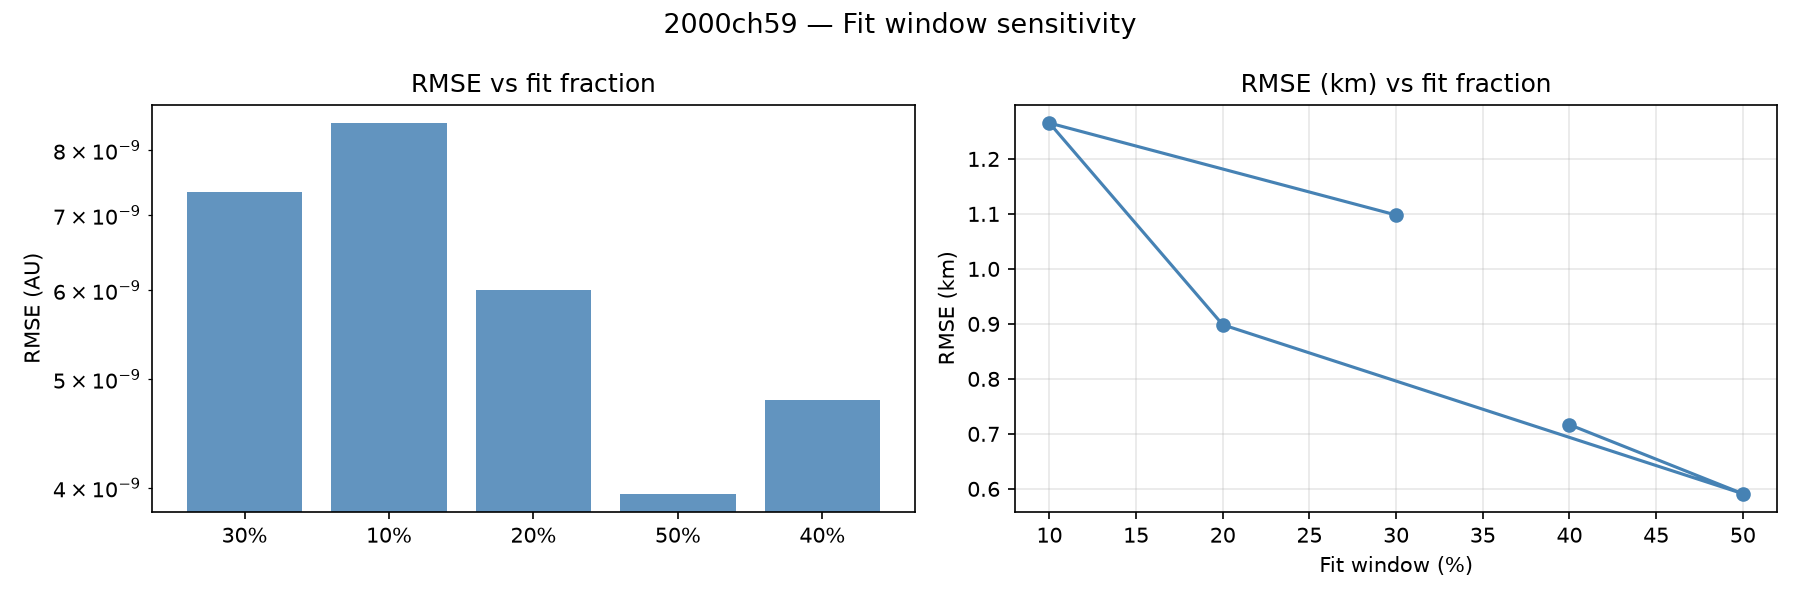 2000ch59 — Fit window sensitivity
RMSE vs fit fraction
RMSE (AU)
8 × 10⁻⁹
7 × 10⁻⁹
6 × 10⁻⁹
5 × 10⁻⁹
4 × 10⁻⁹
30% 10% 20% 50% 40%
RMSE (km) vs fit fraction
RMSE (km)
1.2
1.1
1.0
0.9
0.8
0.7
0.6
10 15 20 25 30 35 40 45 50
Fit window (%)